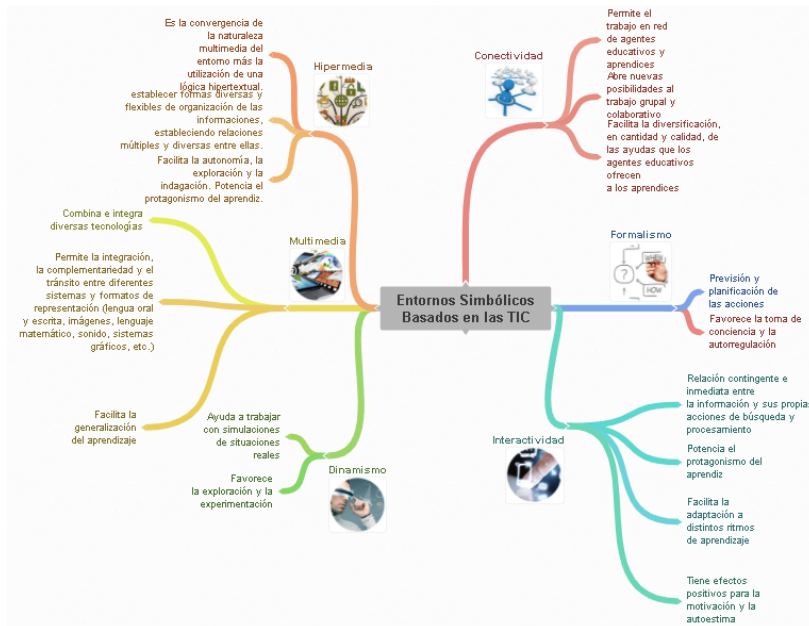 Es la convergencia de
la naturaleza
multimedia del
entorno más la
utilización de una
lógica hipertextual.
establecer formas diversas y
flexibles de organización de las
informaciones,
estableciendo relaciones
múltiples y diversas entre ellas.
Facilita la autonomía, la
exploración y la
indagación. Potencia el
protagonismo del aprendiz.
Hipermedia
Conectividad
Permite el
trabajo en red
de agentes
educativos y
aprendices
Abre nuevas
posibilidades al
trabajo grupal y
colaborativo
Facilita la diversificación,
en cantidad y calidad, de
las ayudas que los
agentes educativos
ofrecen
a los aprendices
Combina e integra
diversas tecnologías
Permite la integración,
la complementariedad y el
tránsito entre diferentes
sistemas y formatos de
representación (lengua oral
y escrita, imágenes, lenguaje
matemático, sonido, sistemas
gráficos, etc.)
Facilita la
generalización
del aprendizaje
Multimedia
Entornos Simbólicos
Basados en las TIC
Formalismo
?
WHEN
HOW
Previsión y
planificación de
las acciones
Favorece la toma de
conciencia y la
autorregulación
Ayuda a trabajar
con simulaciones
de situaciones
reales
Favorece
la exploración y la
experimentación
Dinamismo
Interactividad
Relación contingente e
inmediata entre
la información y sus propias
acciones de búsqueda y
procesamiento
Potencia el
protagonismo del
aprendiz
Facilita la
adaptación a
distintos ritmos
de aprendizaje
Tiene efectos
positivos para la
motivación y la
autoestima